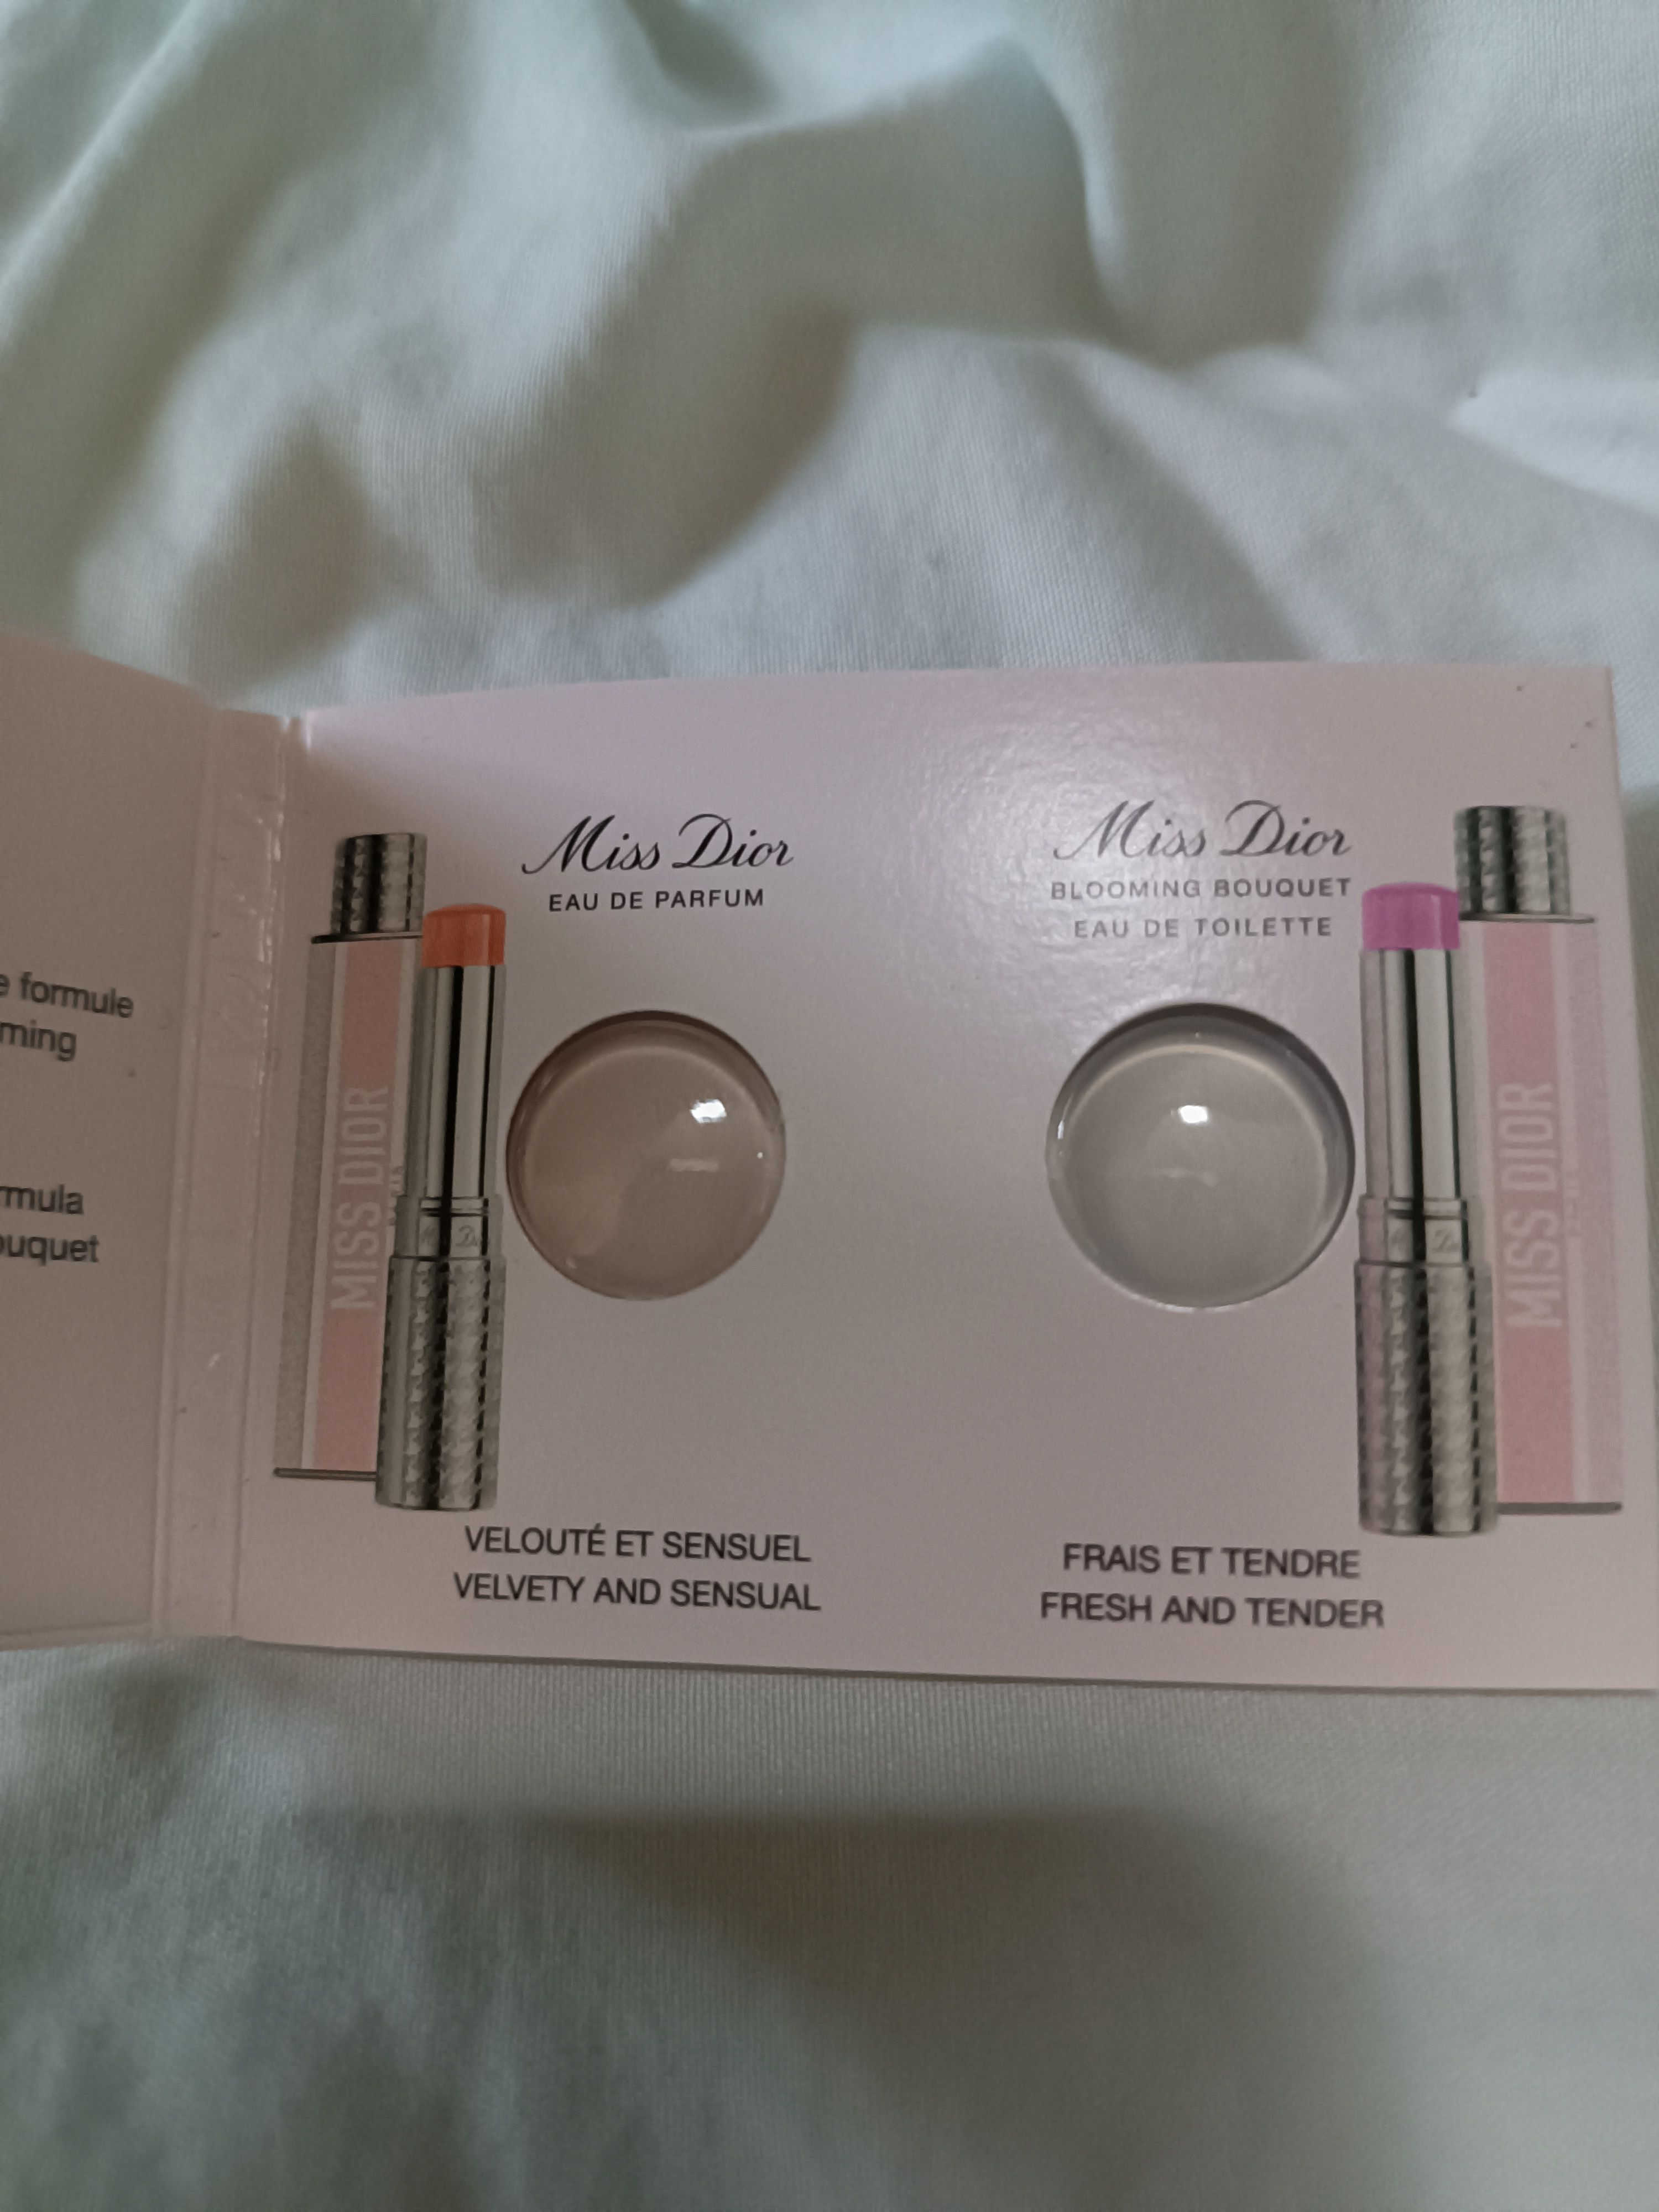 e formule
ming
rmula
ouquet
Miss Dior
EAU DE PARFUM
MISS DIOR
VELOUTÉ ET SENSUEL
VELVETY AND SENSUAL
Miss Dior
BLOOMING BOUQUET
EAU DE TOILETTE
MISS DIOR
FRAIS ET TENDRE
FRESH AND TENDER